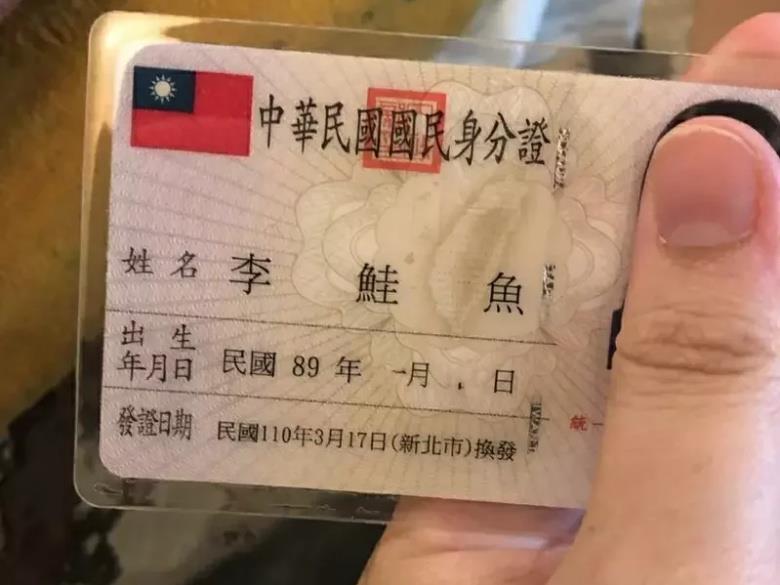 中華民國國民身分證
姓名 李鮭魚
出生
年月日 民國 89 年 月 日
發證日期 民國110年3月17日(新北市)換發
統一